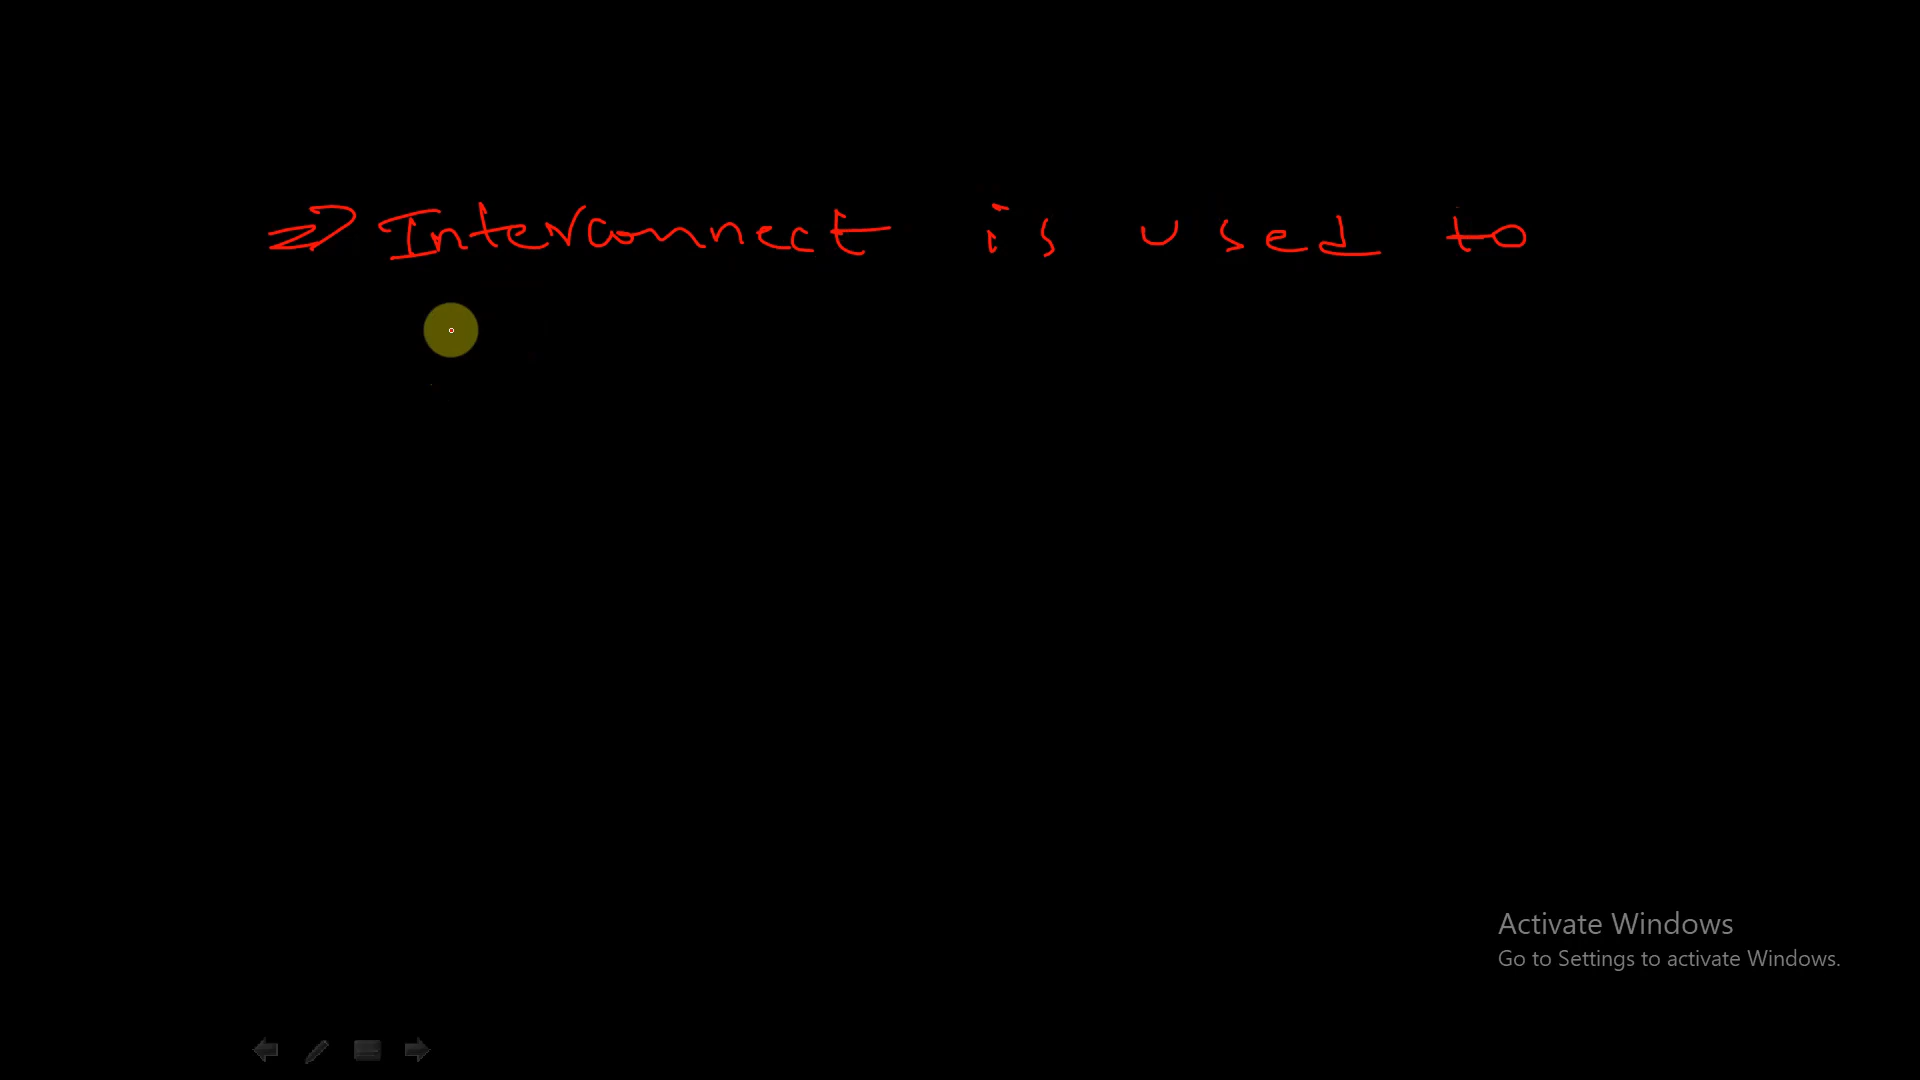 ⇒ Interconnect is used to
Activate Windows
Go to Settings to activate Windows.